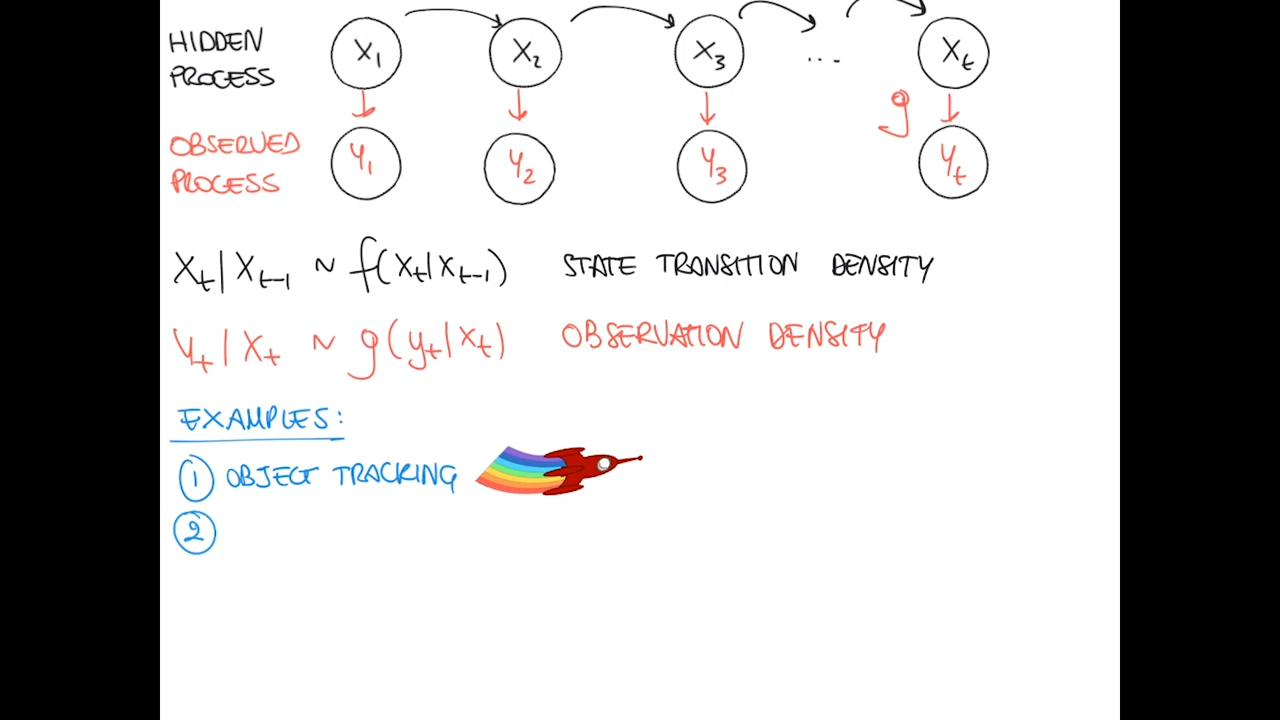 HIDDEN PROCESS
X₁ X₂ X₃ ... Xₜ
g
OBSERVED PROCESS
Y₁ Y₂ Y₃ Yₜ
Xₜ|Xₜ₋₁ ~ f(xₜ|xₜ₋₁) STATE TRANSITION DENSITY
Yₜ|Xₜ ~ g(yₜ|xₜ) OBSERVATION DENSITY
EXAMPLES:
① OBJECT TRACKING
②